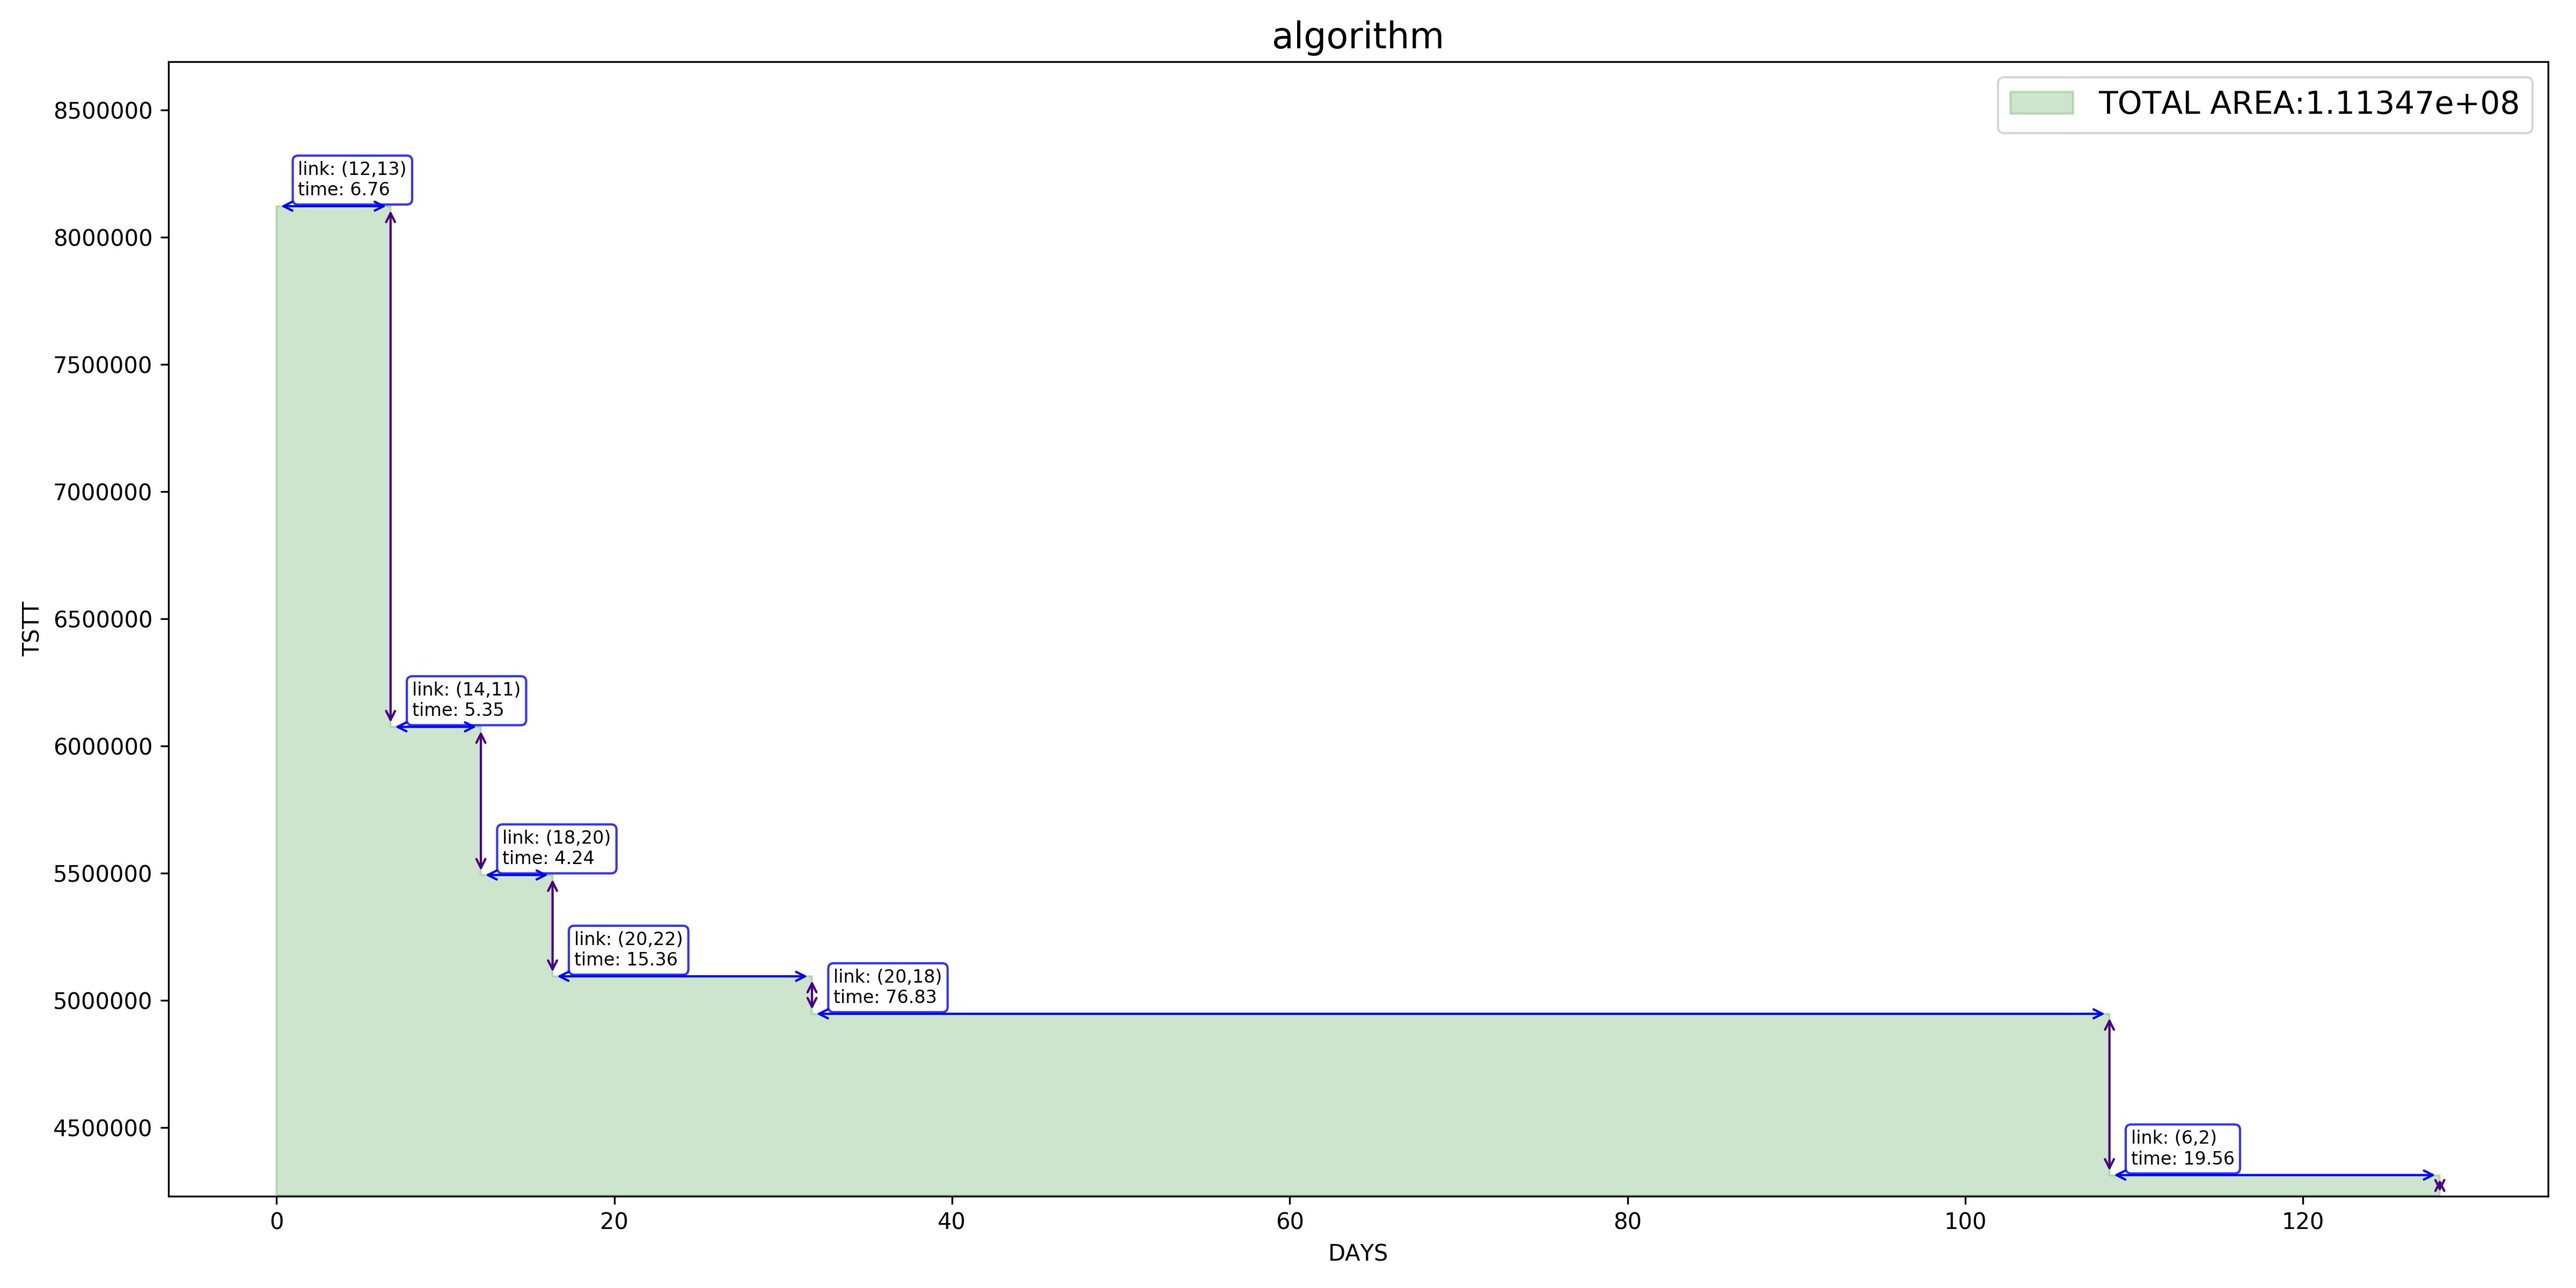 algorithm
TOTAL AREA:1.11347e+08
TSTT
8500000
8000000
7500000
7000000
6500000
6000000
5500000
5000000
4500000
link: (12,13)
time: 6.76
link: (14,11)
time: 5.35
link: (18,20)
time: 4.24
link: (20,22)
time: 15.36
link: (20,18)
time: 76.83
link: (6,2)
time: 19.56
0 20 40 60 80 100 120
DAYS